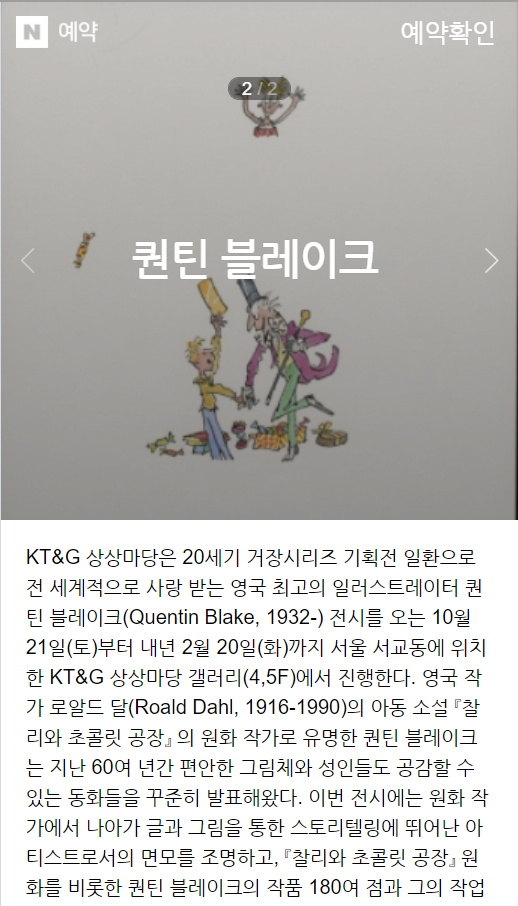 N 예약
예약확인
2 / 2
퀀틴 블레이크
KT&G 상상마당은 20세기 거장시리즈 기획전 일환으로
전 세계적으로 사랑 받는 영국 최고의 일러스트레이터 퀀
틴 블레이크(Quentin Blake, 1932-) 전시를 오는 10월
21일(토)부터 내년 2월 20일(화)까지 서울 서교동에 위치
한 KT&G 상상마당 갤러리(4,5F)에서 진행한다. 영국 작
가 로알드 달(Roald Dahl, 1916-1990)의 아동 소설 『찰
리와 초콜릿 공장』 의 원화 작가로 유명한 퀀틴 블레이크
는 지난 60여 년간 편안한 그림체와 성인들도 공감할 수
있는 동화들을 꾸준히 발표해왔다. 이번 전시에는 원화 작
가에서 나아가 글과 그림을 통한 스토리텔링에 뛰어난 아
티스트로서의 면모를 조명하고, 『찰리와 초콜릿 공장』 원
화를 비롯한 퀀틴 블레이크의 작품 180여 점과 그의 작업